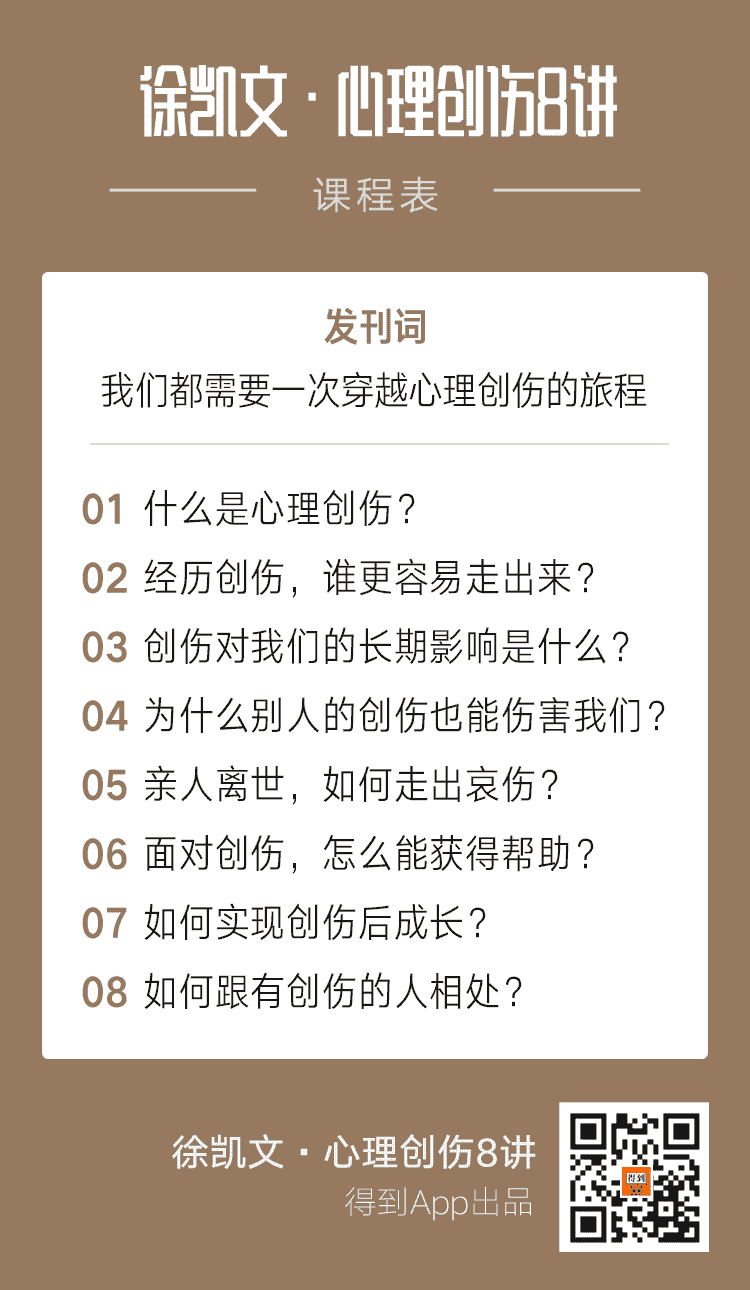 徐凯文·心理创伤8讲
课程表
发刊词
我们都需要一次穿越心理创伤的旅程
01 什么是心理创伤？
02 经历创伤，谁更容易走出来？
03 创伤对我们的长期影响是什么？
04 为什么别人的创伤也能伤害我们？
05 亲人离世，如何走出哀伤？
06 面对创伤，怎么能获得帮助？
07 如何实现创伤后成长？
08 如何跟有创伤的人相处？
徐凯文·心理创伤8讲
得到App出品
得到